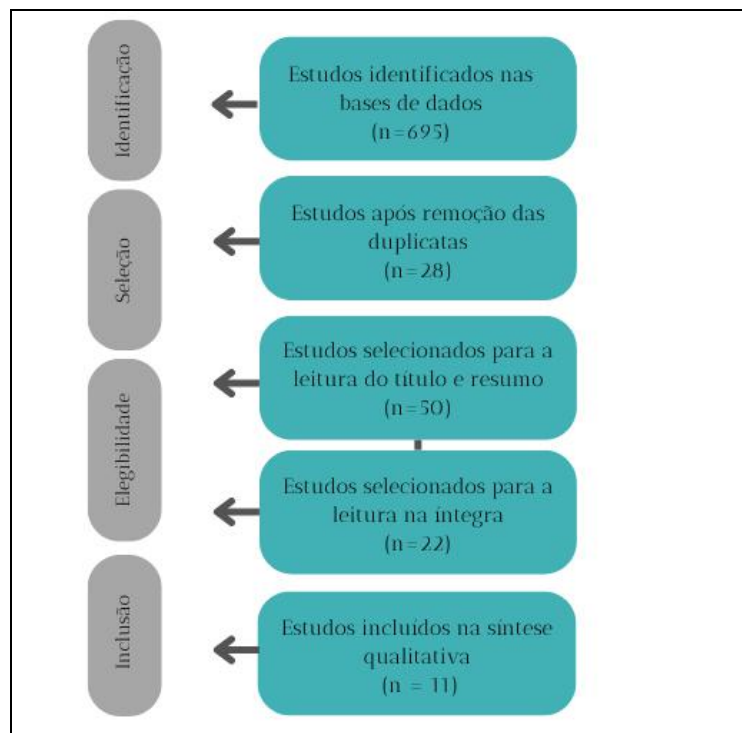 Identificação
Estudos identificados nas
bases de dados
(n=695)
Seleção
Estudos após remoção das
duplicatas
(n=28)
Elegibilidade
Estudos selecionados para a
leitura do título e resumo
(n=50)
Estudos selecionados para a
leitura na íntegra
(n=22)
Inclusão
Estudos incluídos na síntese
qualitativa
(n = 11)